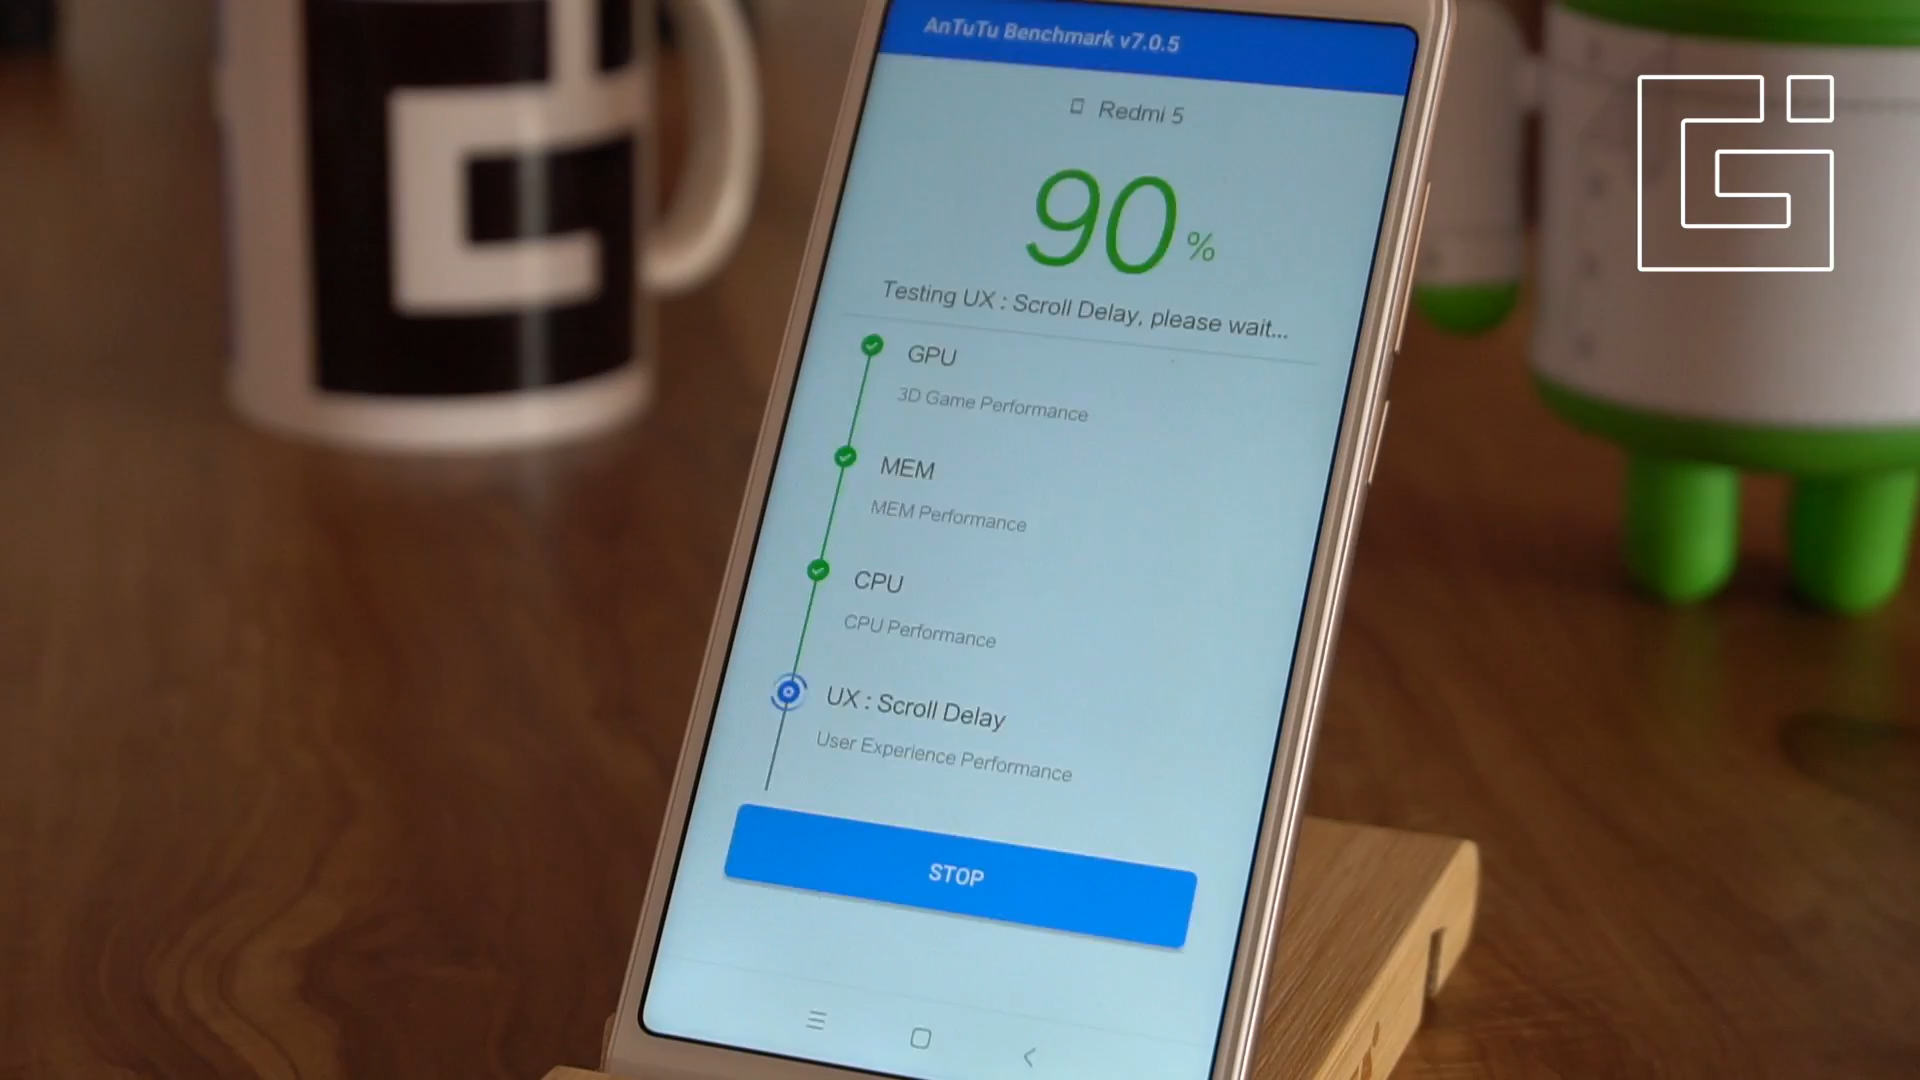 AnTuTu Benchmark v7.0.5
Redmi 5
90 %
Testing UX : Scroll Delay, please wait...
GPU
3D Game Performance
MEM
MEM Performance
CPU
CPU Performance
UX : Scroll Delay
User Experience Performance
STOP